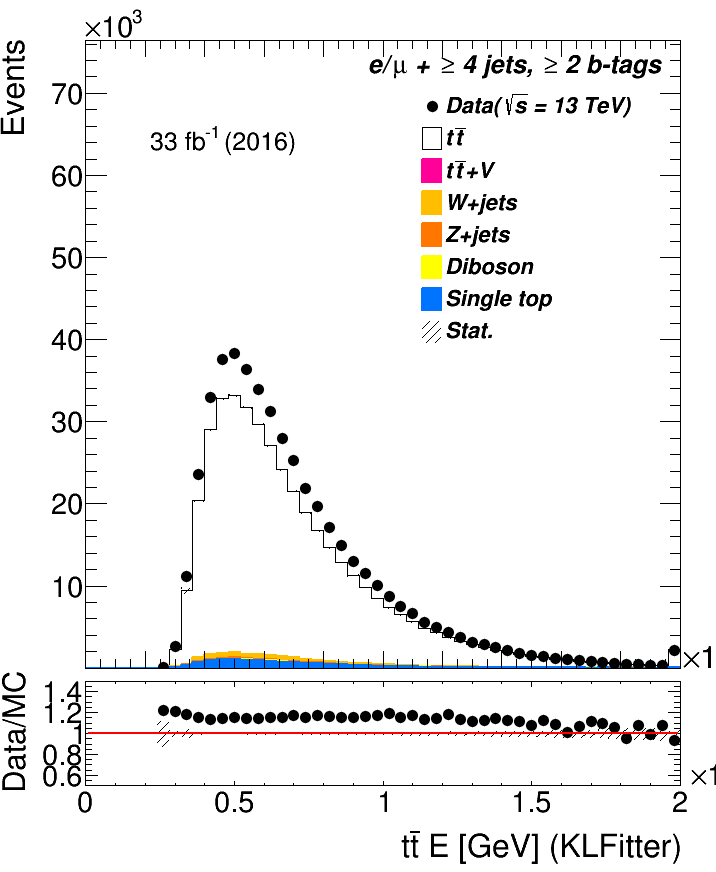 ×10³
Events
e/μ + ≥ 4 jets, ≥ 2 b-tags
Data(√s = 13 TeV)
33 fb⁻¹ (2016)
tt̅
tt̅+V
W+jets
Z+jets
Diboson
Single top
Stat.
70
60
50
40
30
20
10
×1
Data/MC
1.4
1.2
1
0.8
0.6
×1
0 0.5 1 1.5 2
tt̅ E [GeV] (KLFitter)